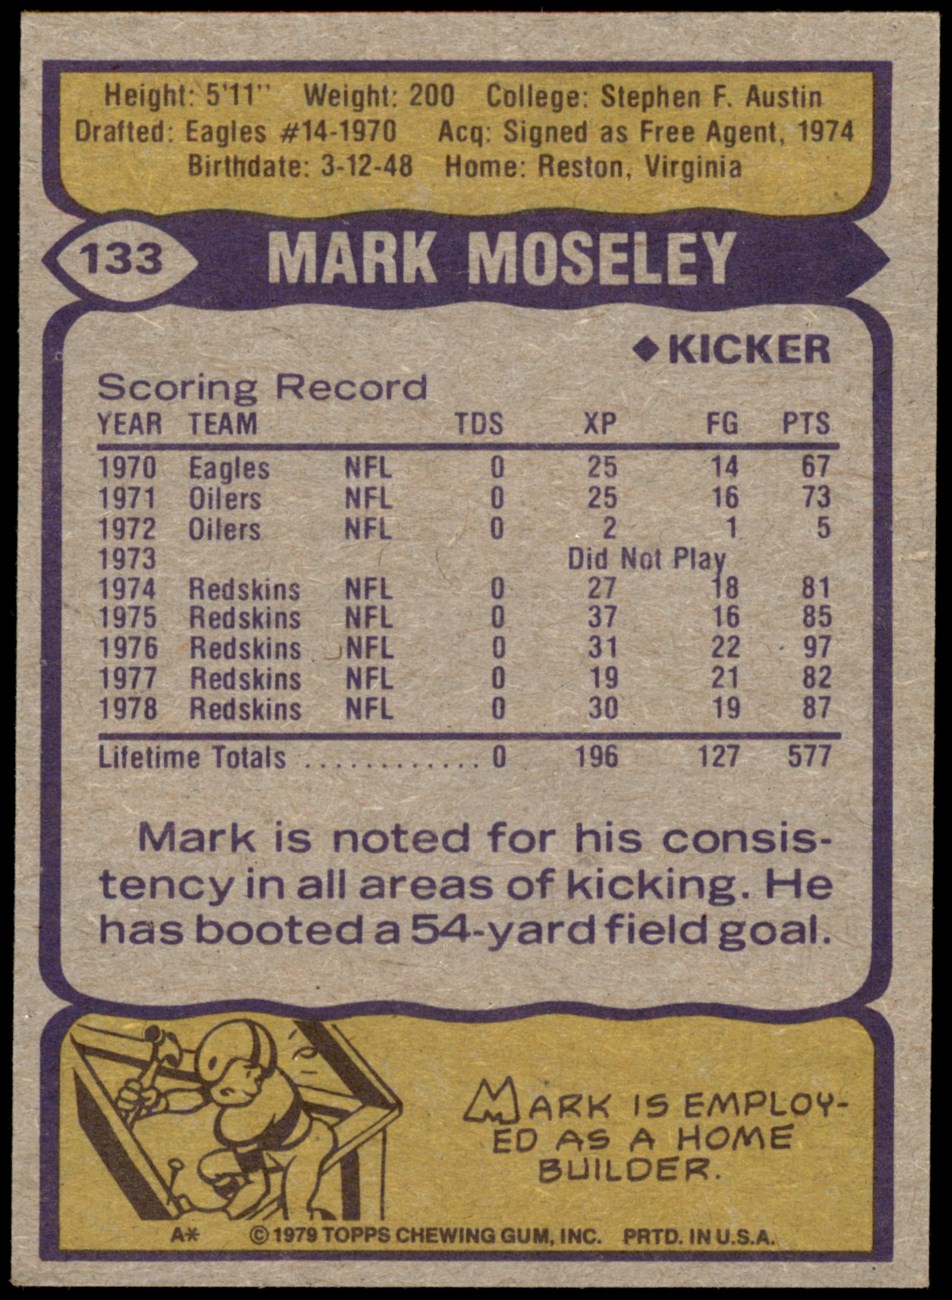 Height: 5'11" Weight: 200 College: Stephen F. Austin
Drafted: Eagles #14-1970 Acq: Signed as Free Agent, 1974
Birthdate: 3-12-48 Home: Reston, Virginia
133 MARK MOSELEY
◆KICKER
Scoring Record
YEAR TEAM TDS XP FG PTS
1970 Eagles NFL 0 25 14 67
1971 Oilers NFL 0 25 16 73
1972 Oilers NFL 0 2 1 5
1973 Did Not Play
1974 Redskins NFL 0 27 18 81
1975 Redskins NFL 0 37 16 85
1976 Redskins NFL 0 31 22 97
1977 Redskins NFL 0 19 21 82
1978 Redskins NFL 0 30 19 87
Lifetime Totals ............. 0 196 127 577
Mark is noted for his consis-
tency in all areas of kicking. He
has booted a 54-yard field goal.
MARK IS EMPLOY-
ED AS A HOME
BUILDER.
A* © 1979 TOPPS CHEWING GUM, INC. PRTD. IN U.S.A.